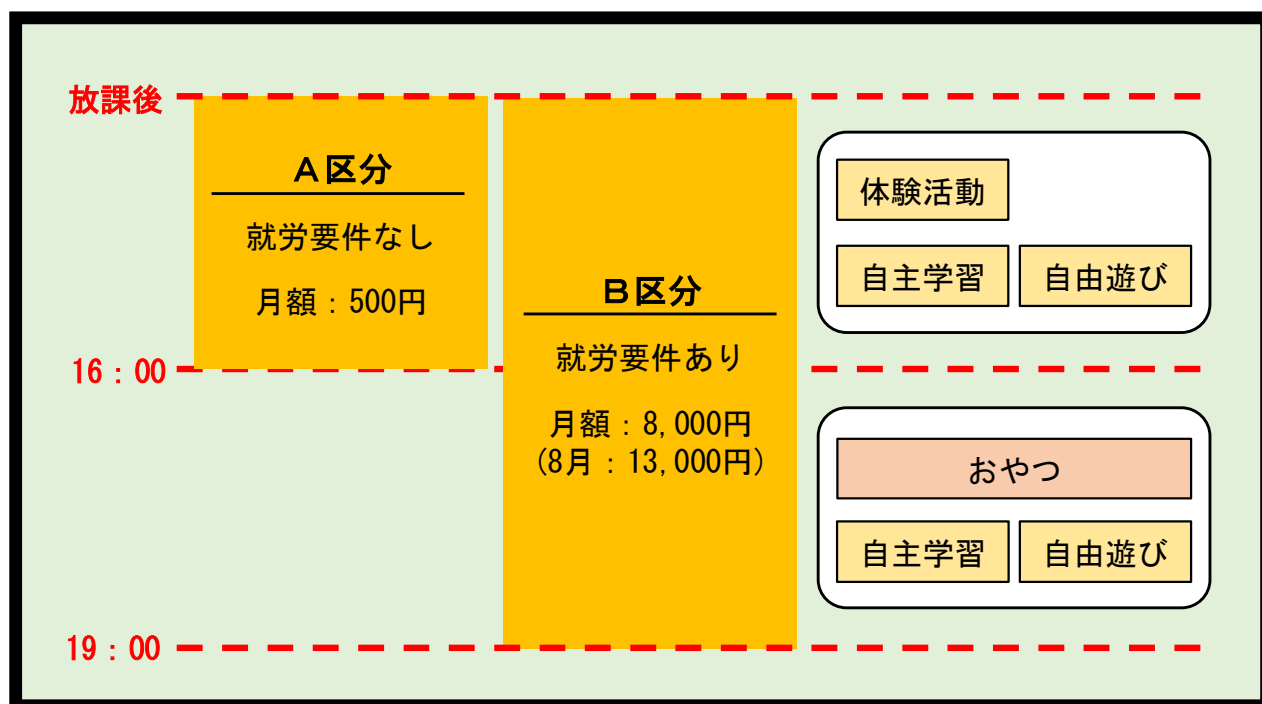 放課後
A区分
就労要件なし
月額：500円
16：00
B区分
就労要件あり
月額：8,000円
(8月：13,000円)
体験活動
自主学習 自由遊び
おやつ
自主学習 自由遊び
19：00